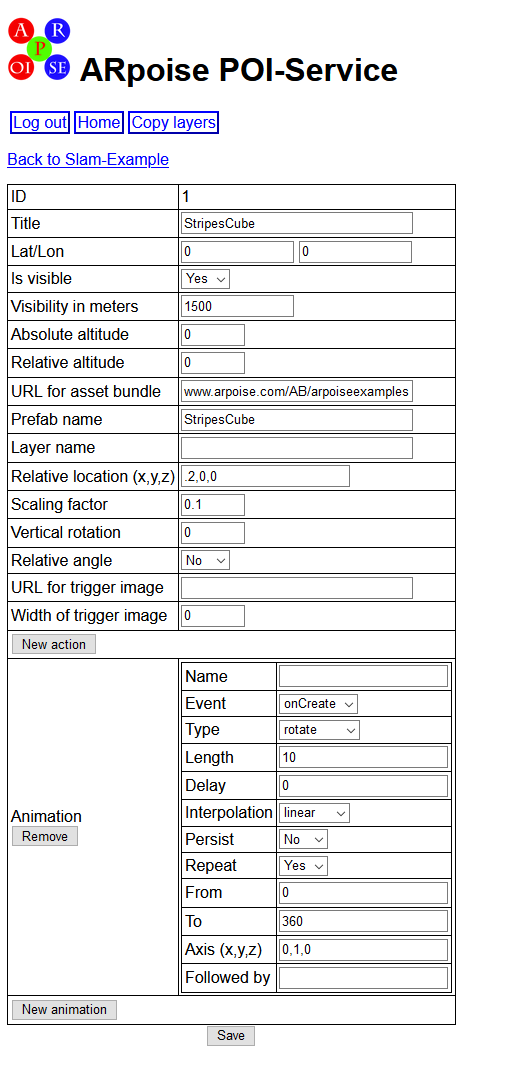 A R
P
OI SE
ARpoise POI-Service
Log out Home Copy layers
Back to Slam-Example
ID 1
Title StripesCube
Lat/Lon 0 0
Is visible Yes
Visibility in meters 1500
Absolute altitude 0
Relative altitude 0
URL for asset bundle www.arpoise.com/AB/arpoiseexamples
Prefab name StripesCube
Layer name
Relative location (x,y,z) .2,0,0
Scaling factor 0.1
Vertical rotation 0
Relative angle No
URL for trigger image
Width of trigger image 0
New action
Animation
Remove
Name
Event onCreate
Type rotate
Length 10
Delay 0
Interpolation linear
Persist No
Repeat Yes
From 0
To 360
Axis (x,y,z) 0,1,0
Followed by
New animation
Save